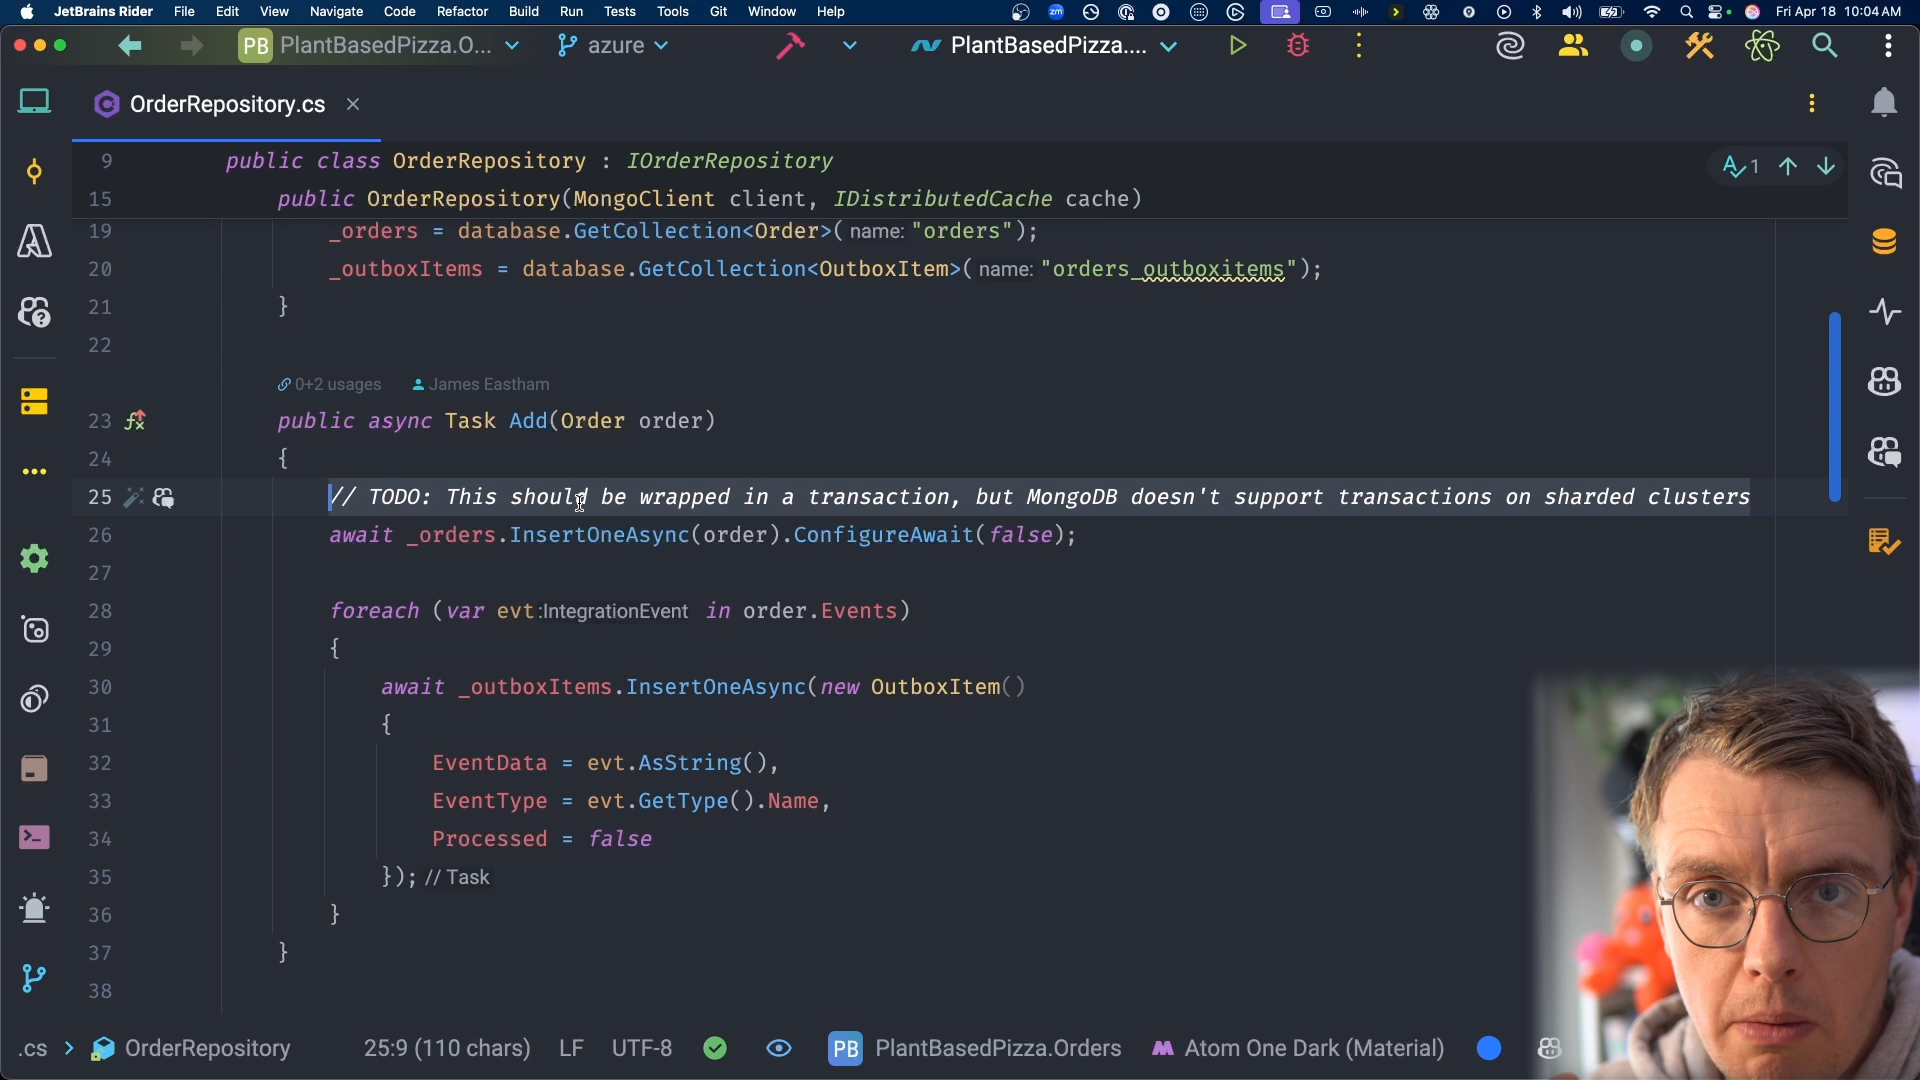 JetBrains Rider File Edit View Navigate Code Refactor Build Run Tests Tools Git Window Help zm Fri Apr 18 10:04 AM
PB PlantBasedPizza.O... azure PlantBasedPizza....
OrderRepository.cs
9 public class OrderRepository : IOrderRepository
1
15 public OrderRepository(MongoClient client, IDistributedCache cache)
19 _orders = database.GetCollection<Order>( name: "orders");
20 _outboxItems = database.GetCollection<OutboxItem>( name: "orders_outboxitems");
21 }
22
0+2 usages James Eastham
23 public async Task Add(Order order)
24 {
25 // TODO: This should be wrapped in a transaction, but MongoDB doesn't support transactions on sharded clusters
26 await _orders.InsertOneAsync(order).ConfigureAwait(false);
27
28 foreach (var evt:IntegrationEvent in order.Events)
29 {
30 await _outboxItems.InsertOneAsync(new OutboxItem()
31 {
32 EventData = evt.AsString(),
33 EventType = evt.GetType().Name,
34 Processed = false
35 }); // Task
36 }
37 }
38
.cs > OrderRepository 25:9 (110 chars) LF UTF-8 PB PlantBasedPizza.Orders Atom One Dark (Material)